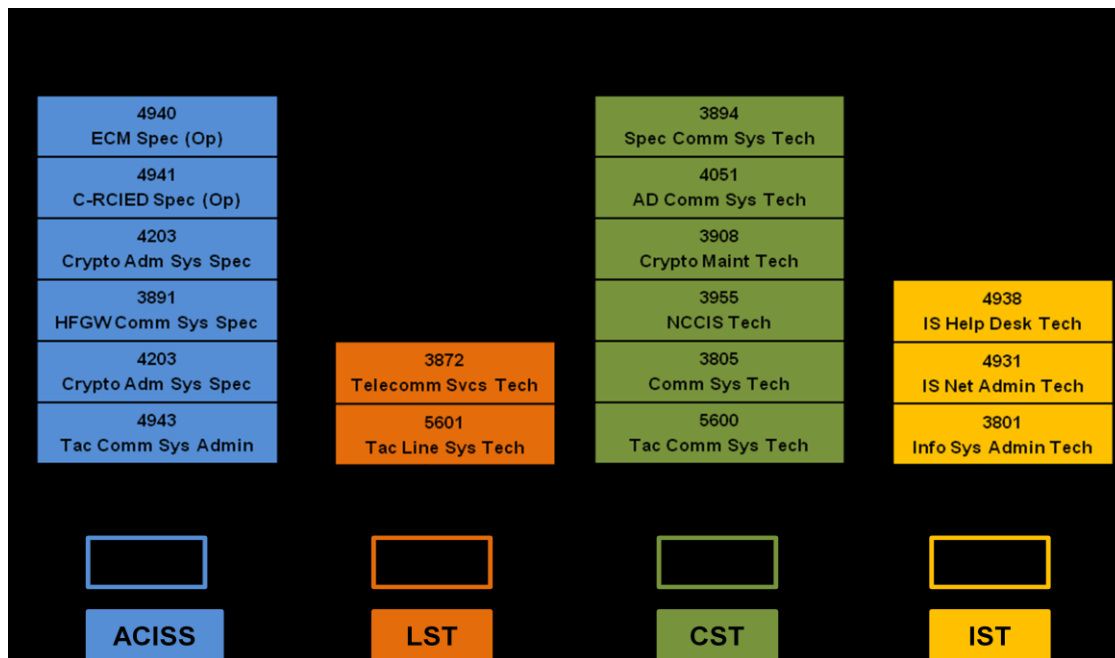 4940
ECM Spec (Op)
4941
C-RCIED Spec (Op)
4203
Crypto Adm Sys Spec
3891
HFGW Comm Sys Spec
4203
Crypto Adm Sys Spec
4943
Tac Comm Sys Admin
3872
Telecomm Svcs Tech
5601
Tac Line Sys Tech
3894
Spec Comm Sys Tech
4051
AD Comm Sys Tech
3908
Crypto Maint Tech
3955
NCCIS Tech
3805
Comm Sys Tech
5600
Tac Comm Sys Tech
4938
IS Help Desk Tech
4931
IS Net Admin Tech
3801
Info Sys Admin Tech
ACISS
LST
CST
IST